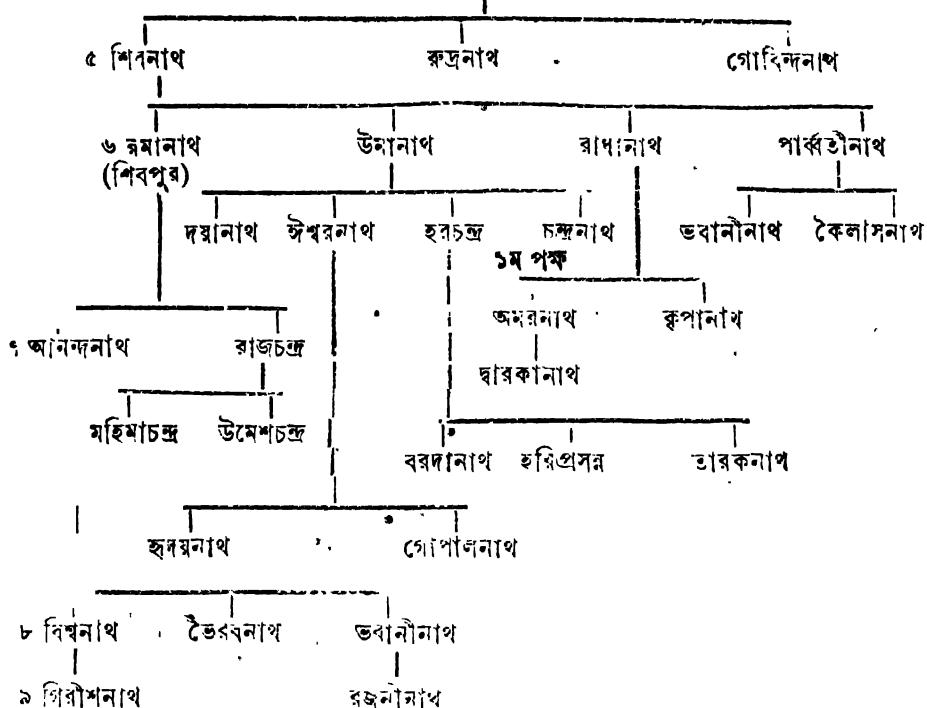 ৫ শিবনাথ রুদ্রনাথ গোবিন্দনাথ
৬ রমানাথ উমানাথ রাধানাথ পার্ব্বতীনাথ
(শিবপুর)
দয়ানাথ ঈশ্বরনাথ হরচন্দ্র চন্দ্রনাথ ভবানীনাথ কৈলাসনাথ
১ম পক্ষ
অমরনাথ কৃপানাথ
৭ আনন্দনাথ রাজচন্দ্র
দ্বারকানাথ
মহিমাচন্দ্র উমেশচন্দ্র
বরদানাথ হরিপ্রসন্ন তারকনাথ
হৃদয়নাথ গোপালনাথ
৮ বিশ্বনাথ ভৈরবনাথ ভবানীনাথ
৯ গিরীশনাথ রজনীনাথ